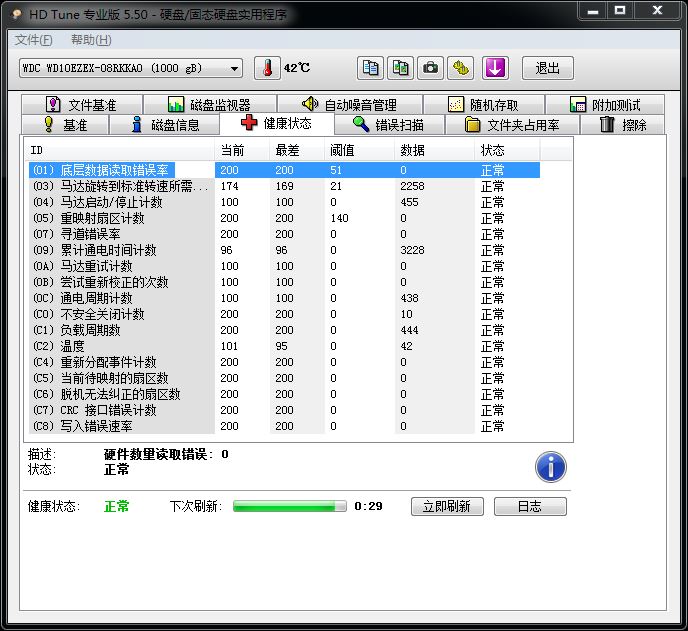 HD Tune 专业版 5.50 - 硬盘/固态硬盘实用程序
文件(F) 帮助(H)
WDC WD10EZEX-08RKKA0 (1000 gB) 42℃ 退出
文件基准 磁盘监视器 自动噪音管理 随机存取 附加测试
基准 磁盘信息 健康状态 错误扫描 文件夹占用率 擦除
ID 当前 最差 阈值 数据 状态
(01) 底层数据读取错误率 200 200 51 0 正常
(03) 马达旋转到标准转速所需... 174 169 21 2258 正常
(04) 马达启动/停止计数 100 100 0 455 正常
(05) 重映射扇区计数 200 200 140 0 正常
(07) 寻道错误率 200 200 0 0 正常
(09) 累计通电时间计数 96 96 0 3228 正常
(0A) 马达重试计数 100 100 0 0 正常
(0B) 尝试重新校正的次数 100 100 0 0 正常
(0C) 通电周期计数 100 100 0 438 正常
(C0) 不安全关闭计数 200 200 0 10 正常
(C1) 负载周期数 200 200 0 444 正常
(C2) 温度 101 95 0 42 正常
(C4) 重新分配事件计数 200 200 0 0 正常
(C5) 当前待映射的扇区数 200 200 0 0 正常
(C6) 脱机无法纠正的扇区数 200 200 0 0 正常
(C7) CRC 接口错误计数 200 200 0 0 正常
(C8) 写入错误速率 200 200 0 0 正常
描述: 硬件数里读取错误: 0
状态: 正常
健康状态: 正常 下次刷新: 0:29 立即刷新 日志